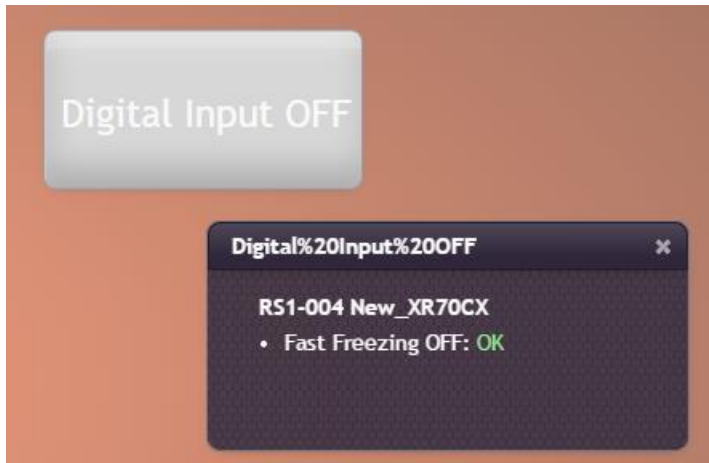 Digital Input OFF
Digital%20Input%20OFF
RS1-004 New_XR70CX
• Fast Freezing OFF: OK